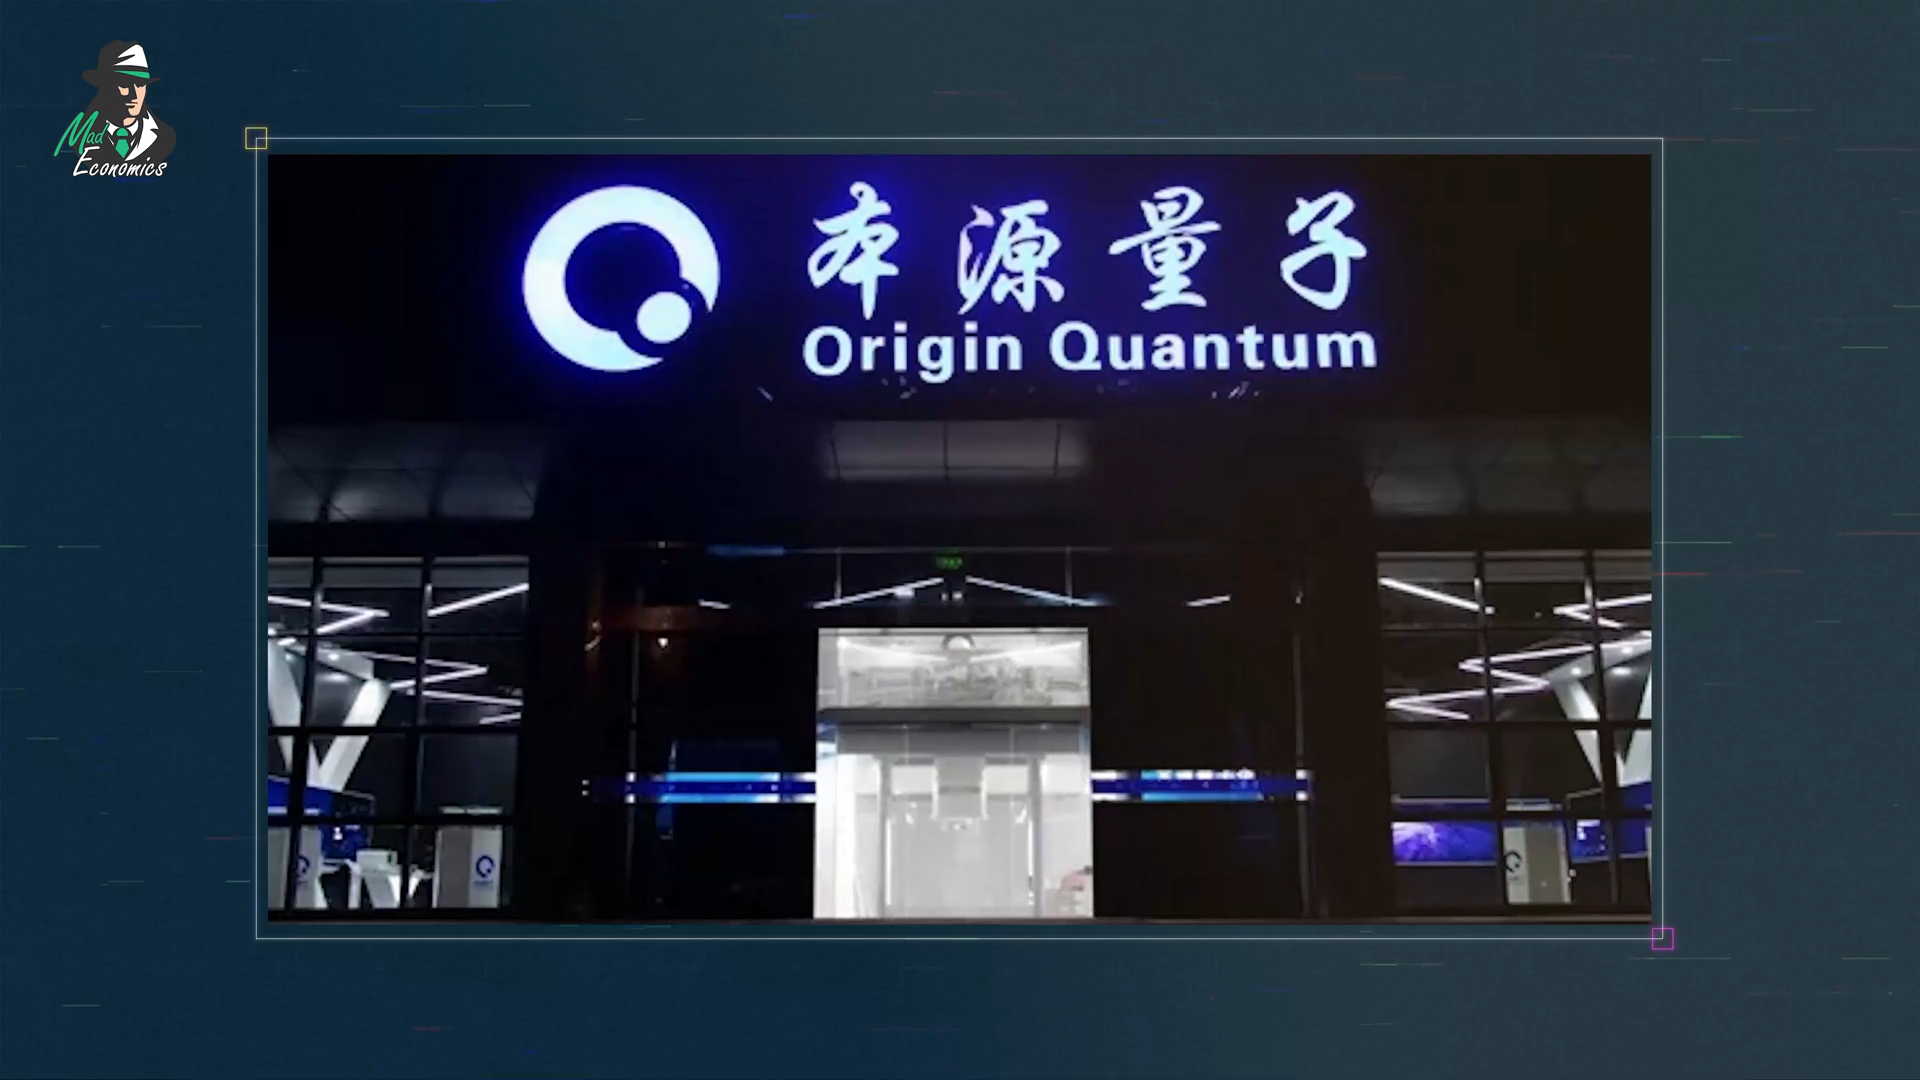 Mad
Economics
本源量子
Origin Quantum